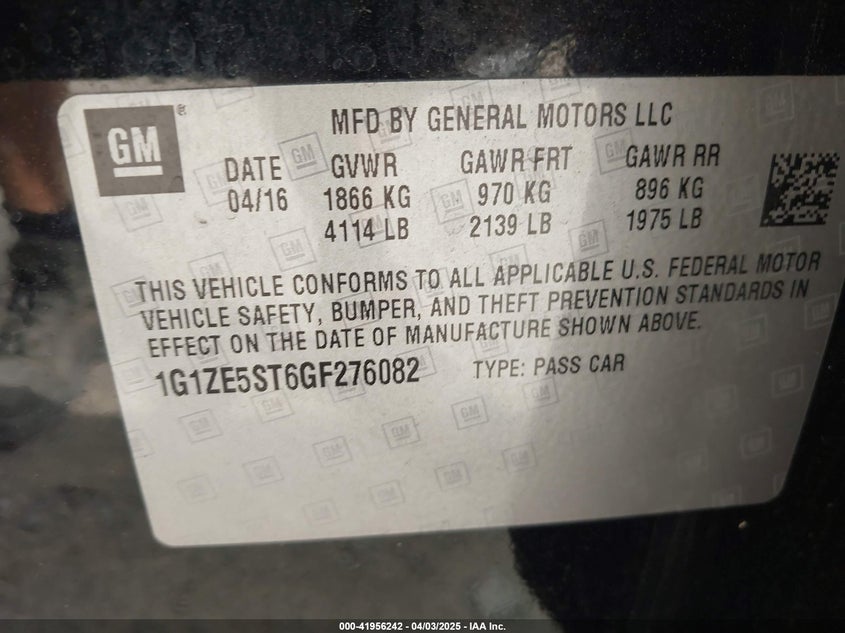 GM®
MFD BY GENERAL MOTORS LLC
DATE GVWR GAWR FRT GAWR RR
04/16 1866 KG 970 KG 896 KG
4114 LB 2139 LB 1975 LB
THIS VEHICLE CONFORMS TO ALL APPLICABLE U.S. FEDERAL MOTOR
VEHICLE SAFETY, BUMPER, AND THEFT PREVENTION STANDARDS IN
EFFECT ON THE DATE OF MANUFACTURE SHOWN ABOVE.
1G1ZE5ST6GF276082 TYPE: PASS CAR
000-41956242 - 04/03/2025 - IAA Inc.